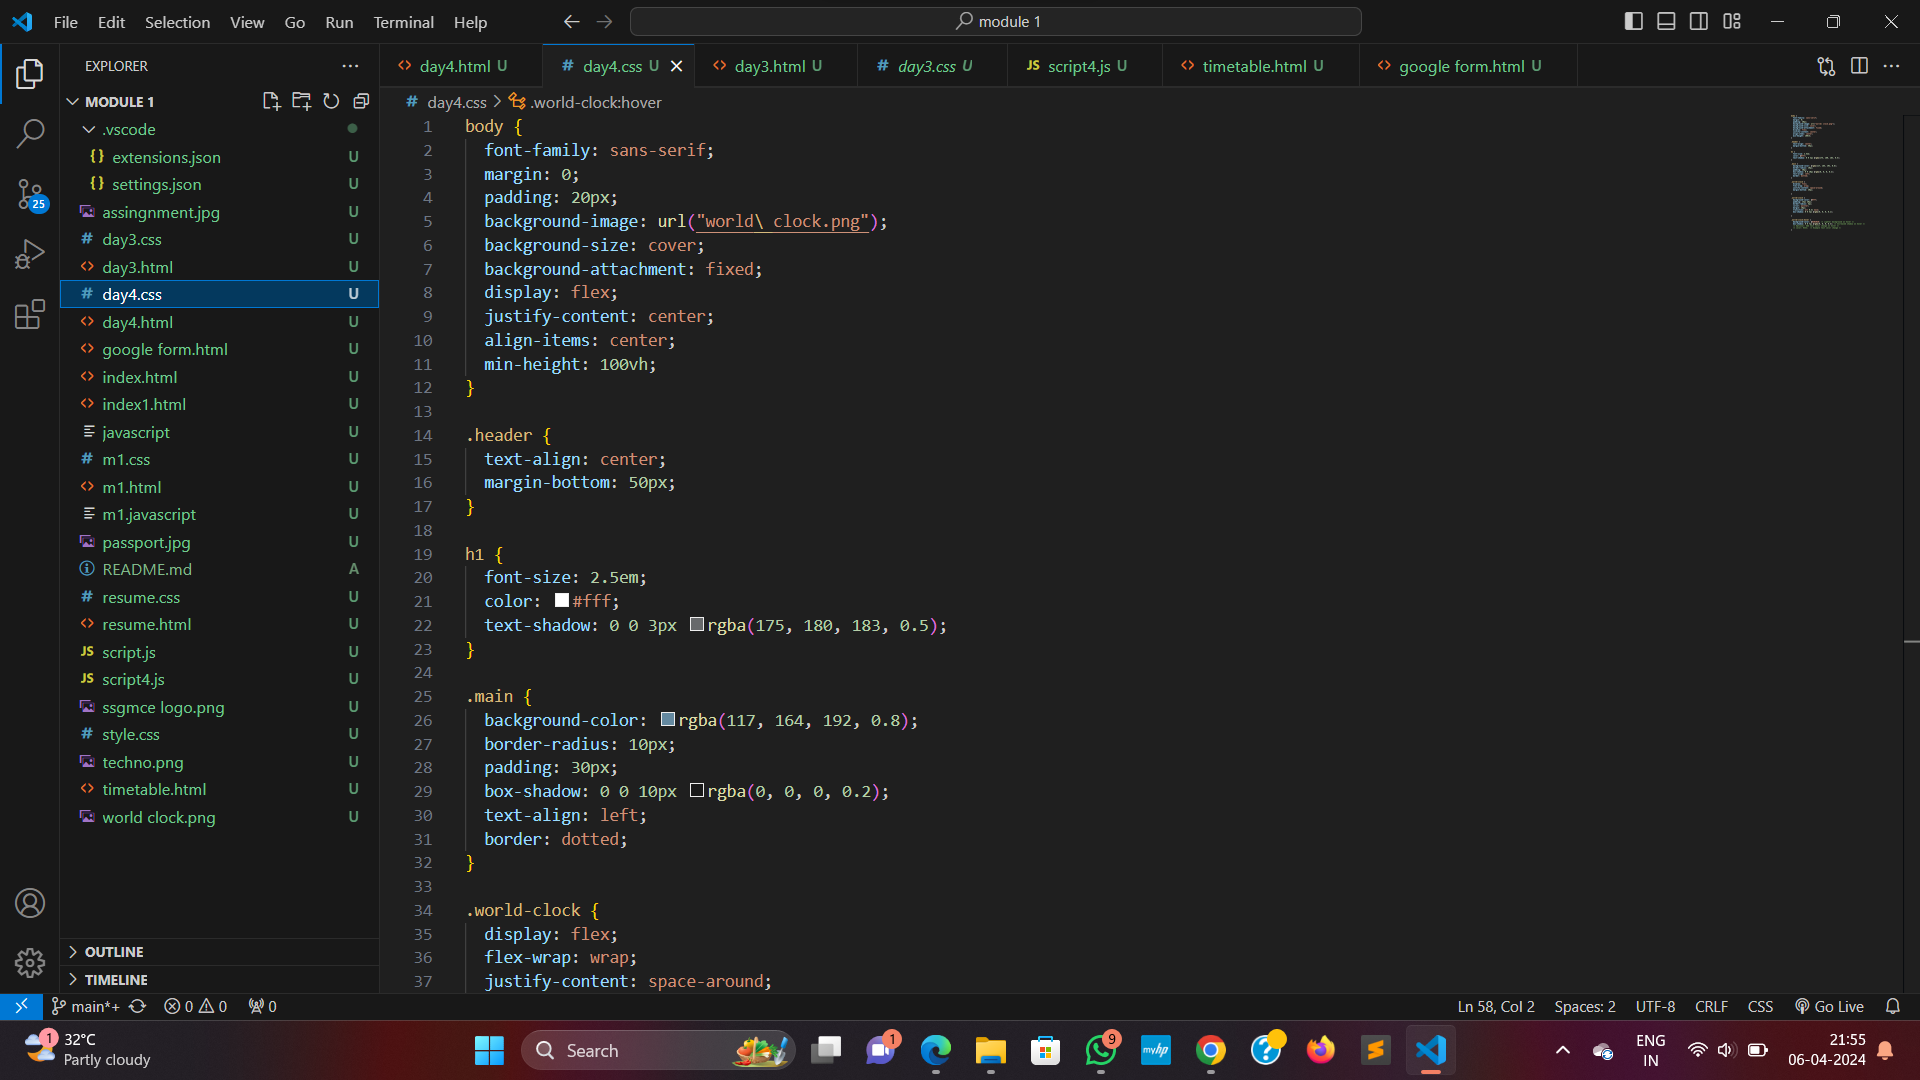 File Edit Selection View Go Run Terminal Help
module 1
EXPLORER
day4.html U
# day4.css U
day3.html U
# day3.css U
JS script4.js U
timetable.html U
google form.html U
MODULE 1
# day4.css > .world-clock:hover
.vscode
{} extensions.json U
{} settings.json U
assingnment.jpg U
# day3.css U
day3.html U
# day4.css U
day4.html U
google form.html U
index.html U
index1.html U
javascript U
# m1.css U
m1.html U
m1.javascript U
passport.jpg U
README.md A
# resume.css U
resume.html U
JS script.js U
JS script4.js U
ssgmce logo.png U
# style.css U
techno.png U
timetable.html U
world clock.png U
OUTLINE
TIMELINE
25
1 body {
2 font-family: sans-serif;
3 margin: 0;
4 padding: 20px;
5 background-image: url("world\ clock.png");
6 background-size: cover;
7 background-attachment: fixed;
8 display: flex;
9 justify-content: center;
10 align-items: center;
11 min-height: 100vh;
12 }
13
14 .header {
15 text-align: center;
16 margin-bottom: 50px;
17 }
18
19 h1 {
20 font-size: 2.5em;
21 color: #fff;
22 text-shadow: 0 0 3px rgba(175, 180, 183, 0.5);
23 }
24
25 .main {
26 background-color: rgba(117, 164, 192, 0.8);
27 border-radius: 10px;
28 padding: 30px;
29 box-shadow: 0 0 10px rgba(0, 0, 0, 0.2);
30 text-align: left;
31 border: dotted;
32 }
33
34 .world-clock {
35 display: flex;
36 flex-wrap: wrap;
37 justify-content: space-around;
main*+ 0 0 0
Ln 58, Col 2 Spaces: 2 UTF-8 CRLF CSS Go Live
1
32°C
Partly cloudy
Search
1
9
myhp
ENG
IN
21:55
06-04-2024